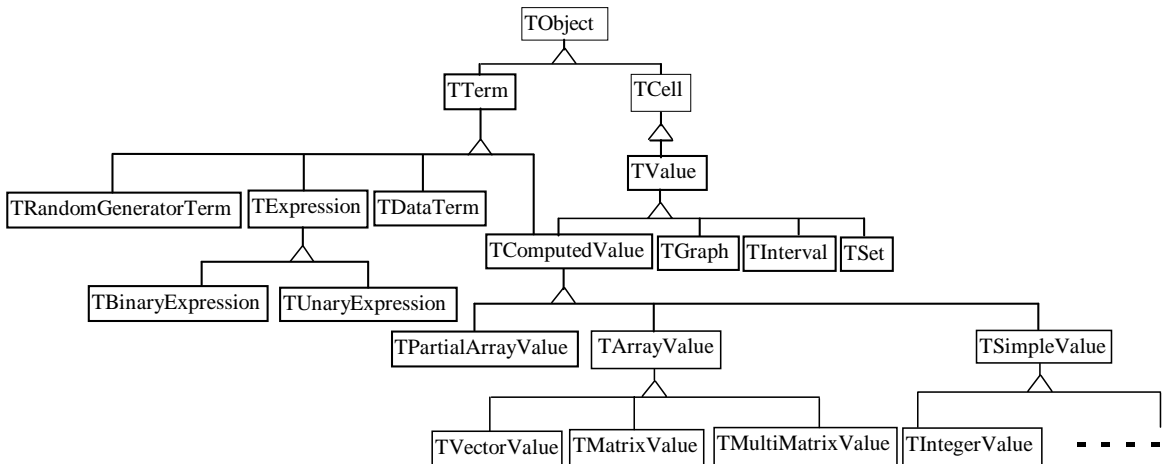 TObject
TTerm
TCell
TValue
TRandomGeneratorTerm
TExpression
TDataTerm
TComputedValue
TGraph
TInterval
TSet
TBinaryExpression
TUnaryExpression
TPartialArrayValue
TArrayValue
TSimpleValue
TVectorValue
TMatrixValue
TMultiMatrixValue
TIntegerValue